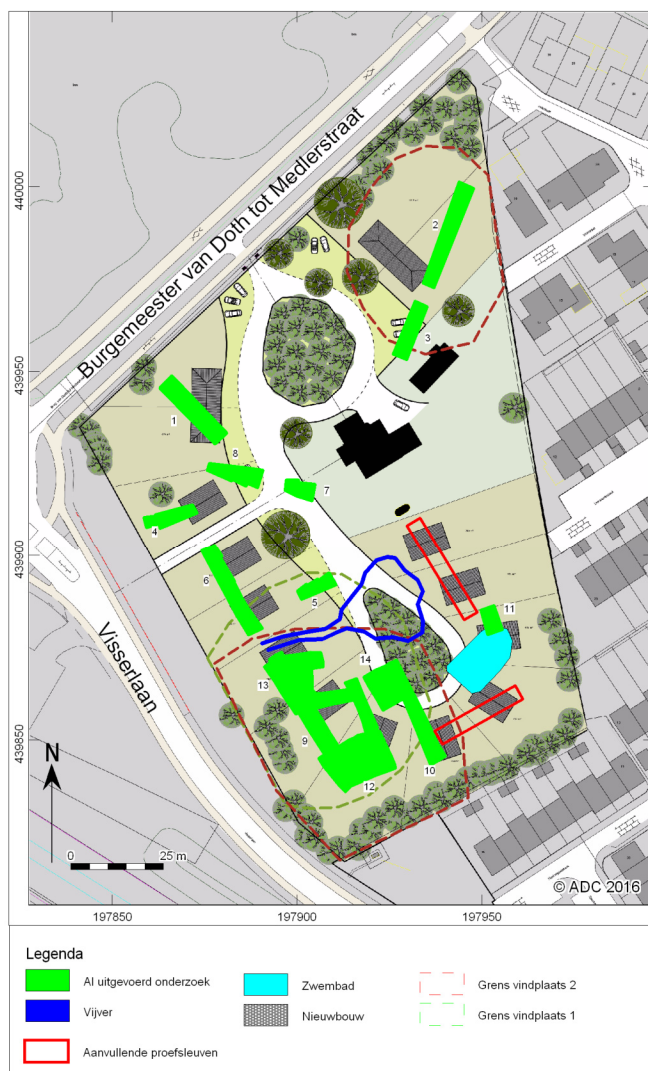 Burgemeester van Doth tot Medlerstraat
440000
2
3
439950
1
8
7
4
439900
6
5
11
Visserlaan
14
13
439850
9
10
12
N
0
25 m
© ADC 2016
197850
197900
197950
Legenda
Al uitgevoerd onderzoek
Zwembad
Grens vindplaats 2
Vijver
Nieuwbouw
Grens vindplaats 1
Aanvullende proefsleuven